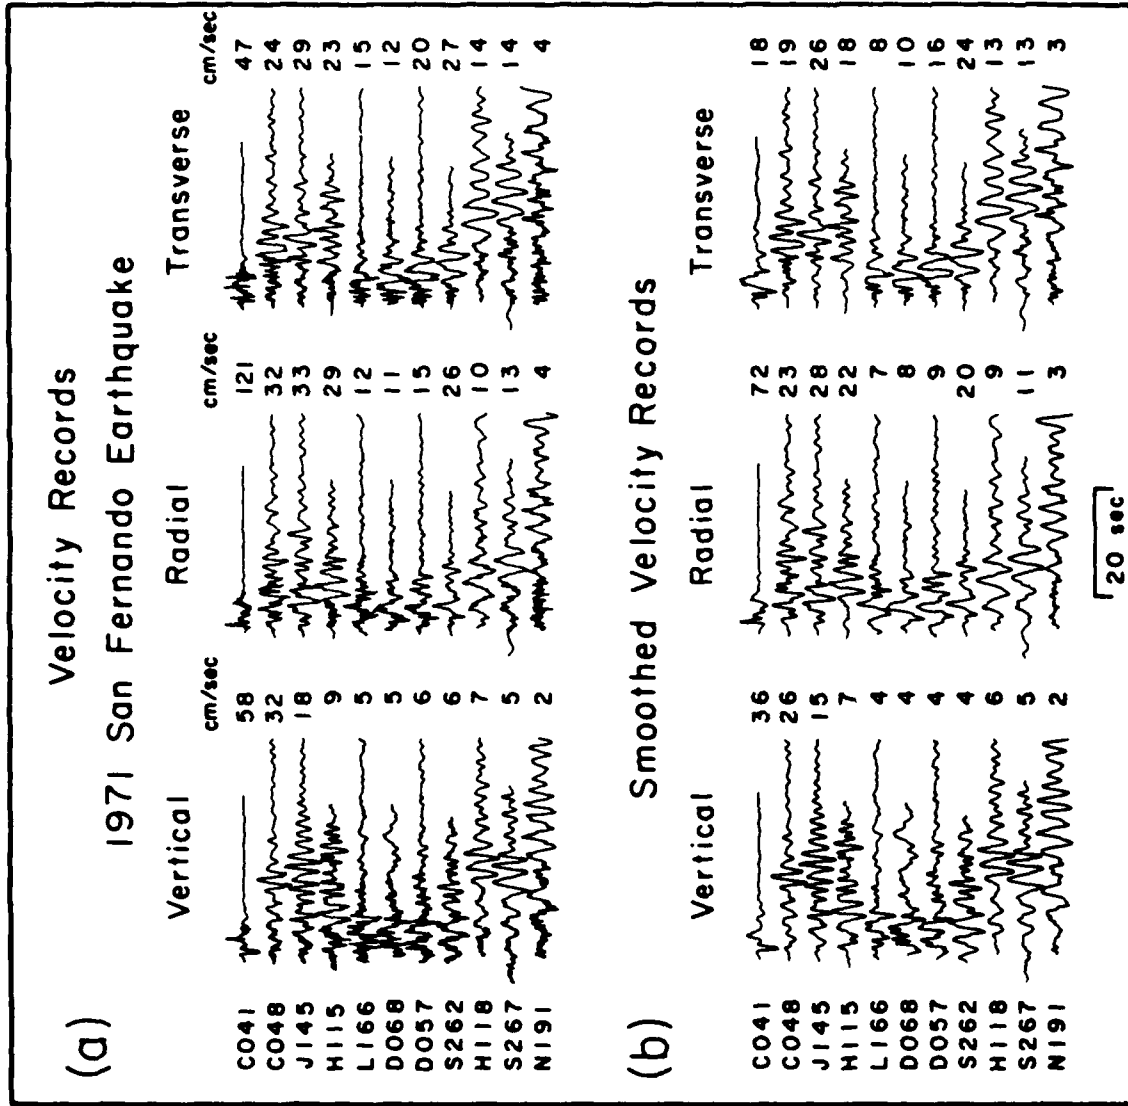 (a)
Velocity Records
1971 San Fernando Earthquake
Vertical Radial Transverse
cm/sec cm/sec cm/sec
C041 58 121 47
C048 32 32 24
J145 18 33 29
H115 9 29 23
L166 5 12 15
D068 5 11 12
D057 6 15 20
S262 6 26 27
H118 7 10 14
S267 5 13 14
N191 2 4 4
(b)
Smoothed Velocity Records
Vertical Radial Transverse
C041 36 72 18
C048 26 23 19
J145 15 28 26
H115 7 22 18
L166 4 7 8
D068 4 8 10
D057 4 9 16
S262 4 20 24
H118 6 9 13
S267 5 11 13
N191 2 3 3
20 sec